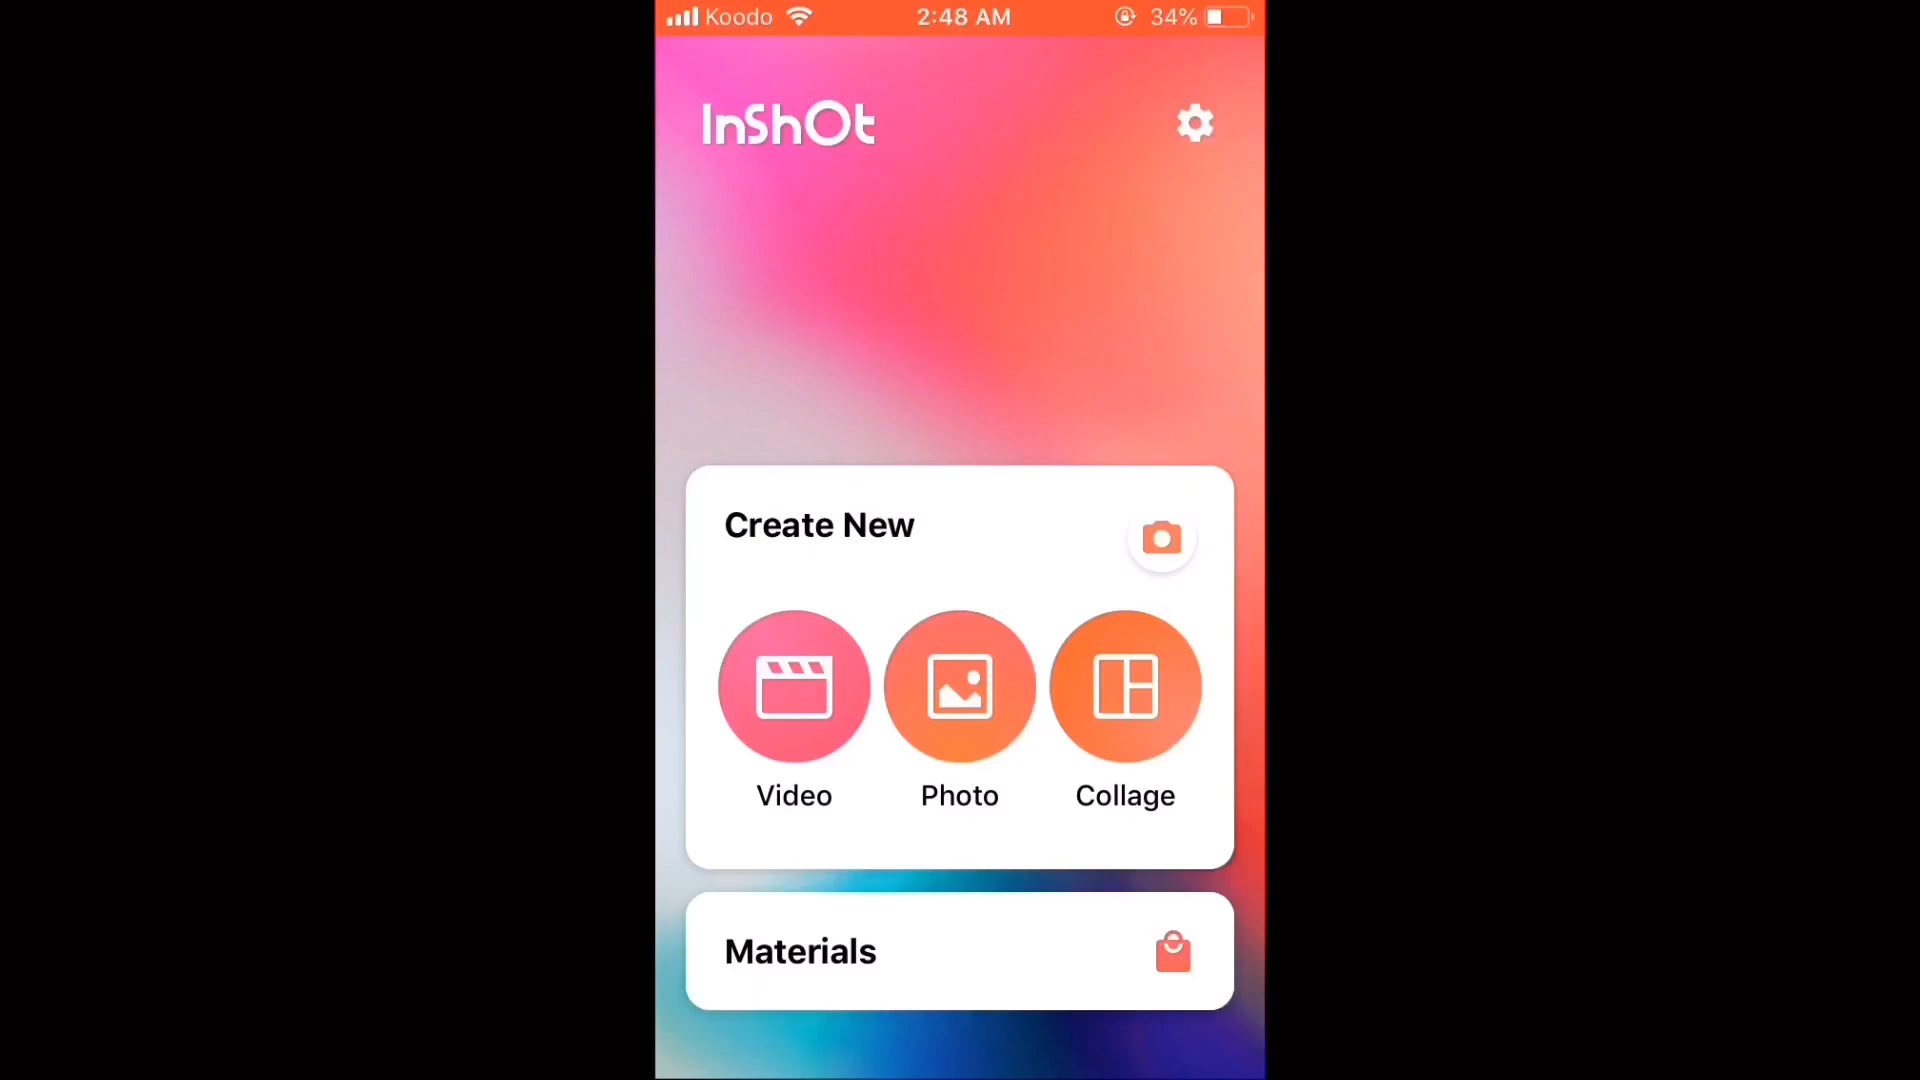 Koodo 2:48 AM 34%
InShOt
Create New
Video Photo Collage
Materials